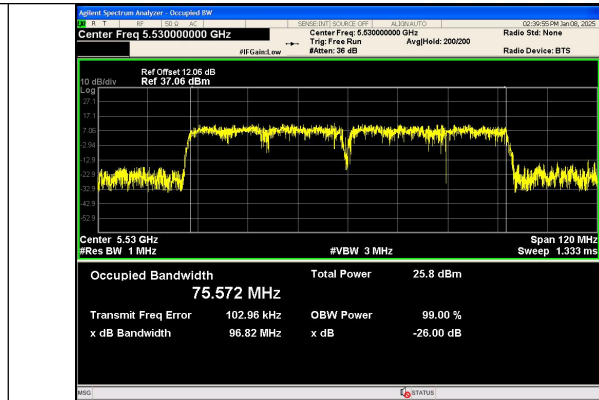 Agilent Spectrum Analyzer - Occupied BW
R T RF 50 Ω AC SENSE:INT SOURCE OFF ALIGNAUTO 02:39:55 PM Jan 08, 2025
Center Freq 5.530000000 GHz Center Freq: 5.530000000 GHz Radio Std: None
Trig: Free Run Avg|Hold: 200/200
#IFGain:Low #Atten: 36 dB Radio Device: BTS
Ref Offset 12.06 dB
10 dB/div Ref 37.06 dBm
Log
27.1
17.1
7.06
-2.94
-12.9
-22.9
-32.9
-42.9
-52.9
Center 5.53 GHz Span 120 MHz
#Res BW 1 MHz #VBW 3 MHz Sweep 1.333 ms
Occupied Bandwidth Total Power 25.8 dBm
75.572 MHz
Transmit Freq Error 102.96 kHz OBW Power 99.00 %
x dB Bandwidth 96.82 MHz x dB -26.00 dB
MSG STATUS